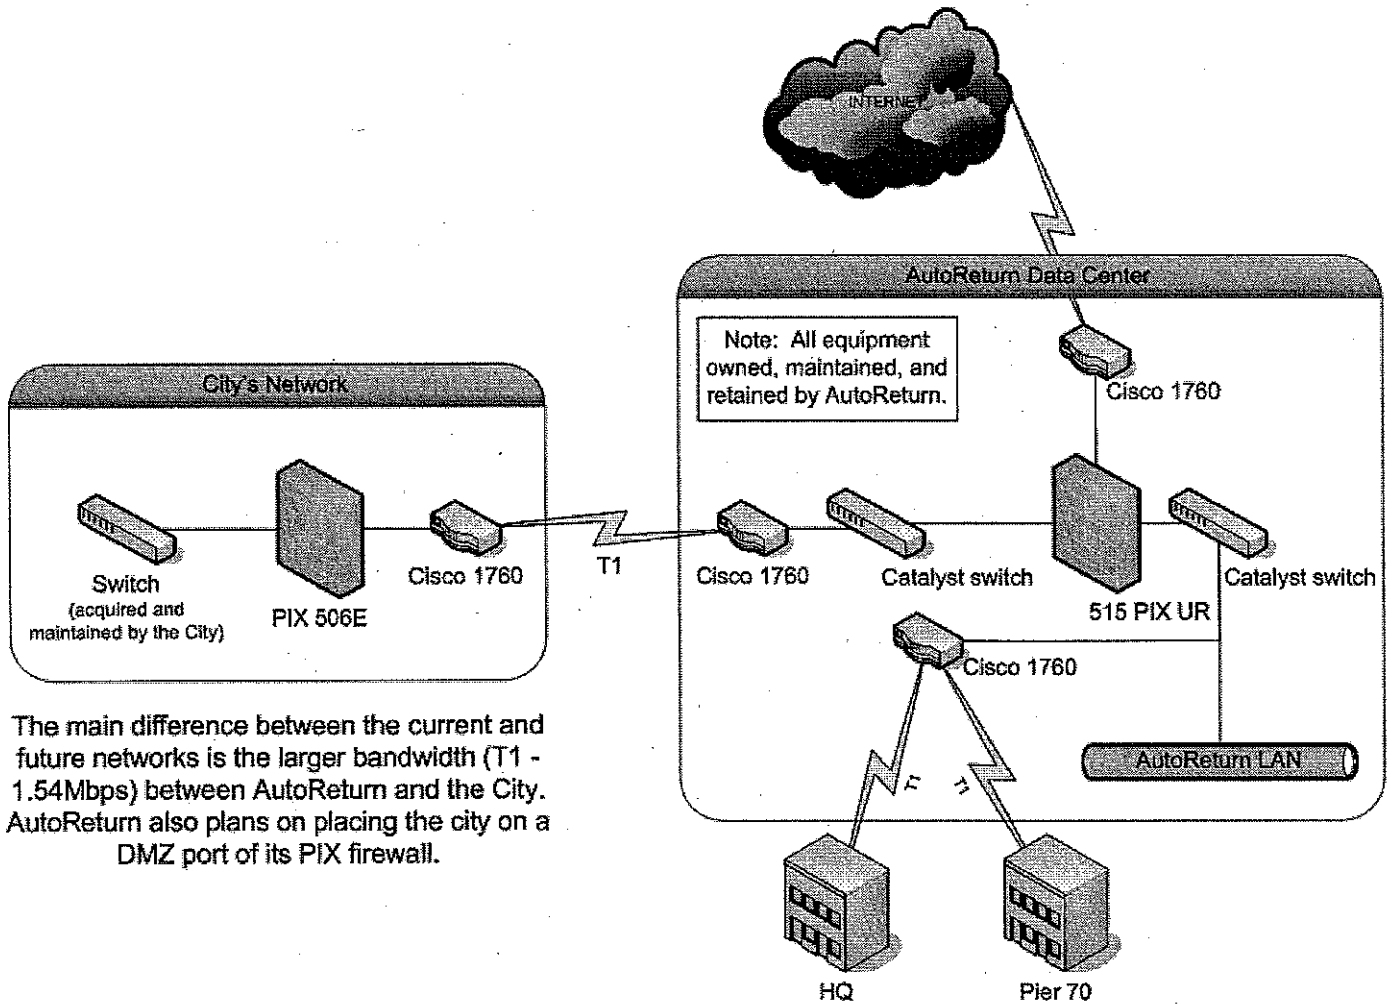 INTERNET
AutoReturn Data Center
Note: All equipment
owned, maintained, and
retained by AutoReturn.
Cisco 1760
City's Network
Switch
(acquired and
maintained by the City)
PIX 506E
Cisco 1760
T1
Cisco 1760
Catalyst switch
515 PIX UR
Catalyst switch
Cisco 1760
AutoReturn LAN
T1
T1
HQ
Pier 70
The main difference between the current and
future networks is the larger bandwidth (T1 -
1.54Mbps) between AutoReturn and the City.
AutoReturn also plans on placing the city on a
DMZ port of its PIX firewall.